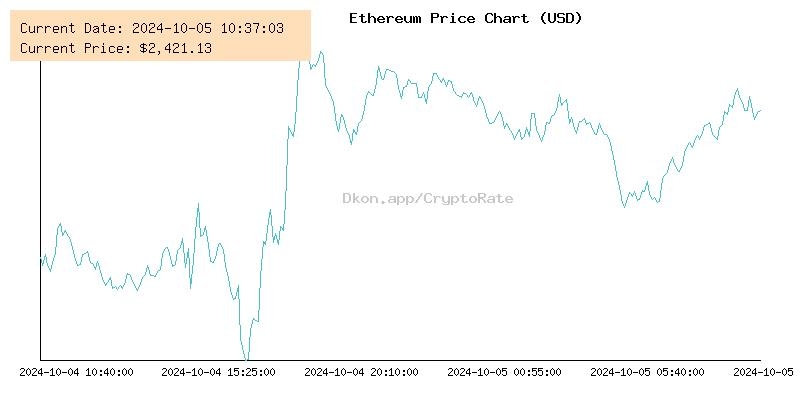 Ethereum Price Chart (USD)
Current Date: 2024-10-05 10:37:03
Current Price: $2,421.13
Dkon.app/CryptoRate
2024-10-04 10:40:00 2024-10-04 15:25:00 2024-10-04 20:10:00 2024-10-05 00:55:00 2024-10-05 05:40:00 2024-10-05